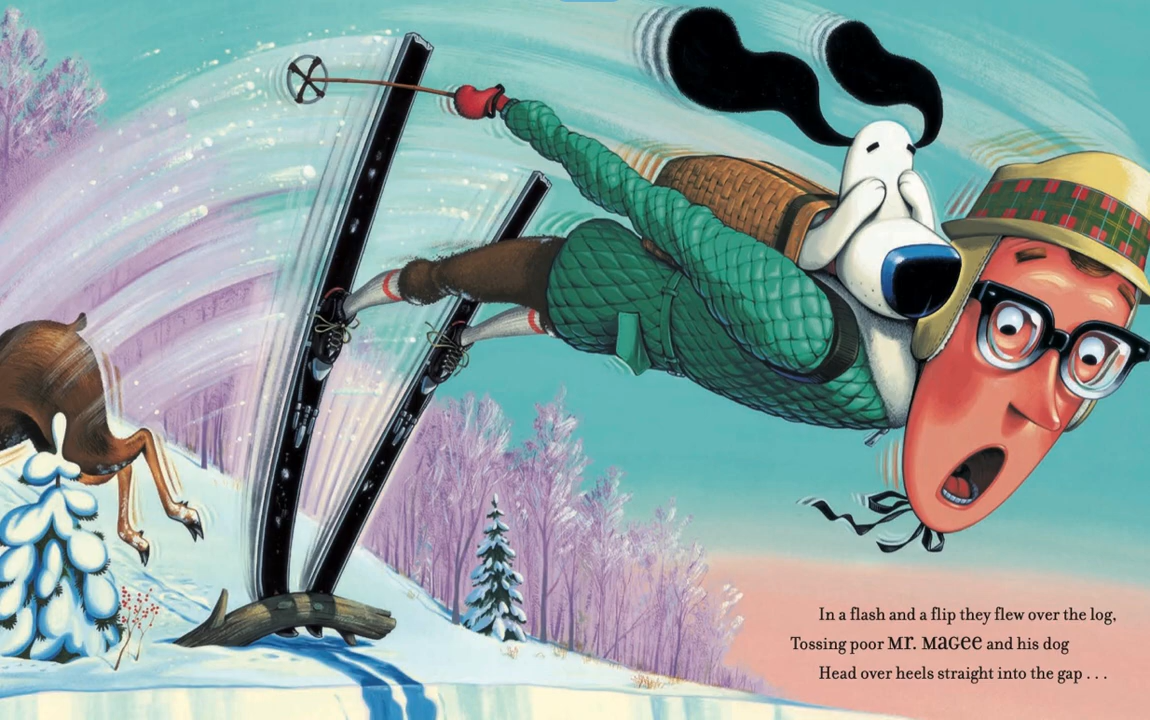 In a flash and a flip they flew over the log,
Tossing poor Mr. Magee and his dog
Head over heels straight into the gap . . .